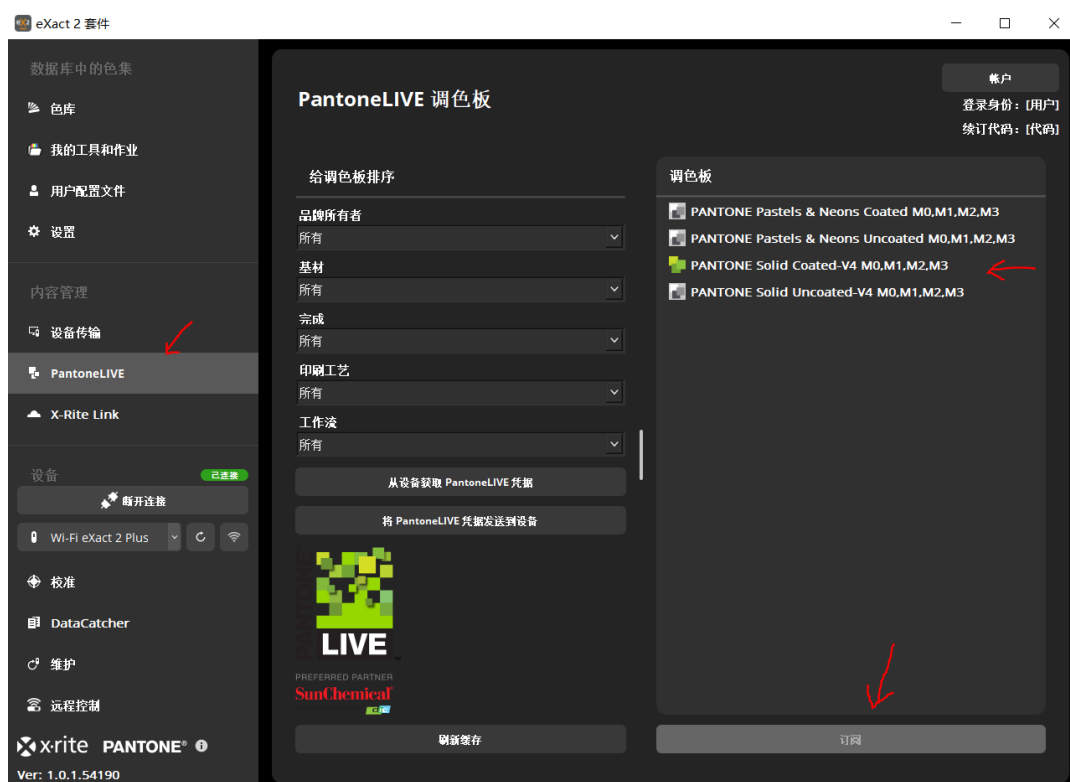 eXact 2 套件
数据库中的色集
色库
我的工具和作业
用户配置文件
设置
内容管理
设备传输
PantoneLIVE
X-Rite Link
设备
已连接
断开连接
Wi-Fi eXact 2 Plus
校准
DataCatcher
维护
远程控制
x·rite PANTONE®
Ver: 1.0.1.54190
PantoneLIVE 调色板
帐户
登录身份：[用户]
续订代码：[代码]
给调色板排序
品牌所有者
所有
基材
所有
完成
所有
印刷工艺
所有
工作流
所有
从设备获取 PantoneLIVE 凭据
将 PantoneLIVE 凭据发送到设备
PANTONE
LIVE
PREFERRED PARTNER
SunChemical
刷新缓存
调色板
PANTONE Pastels & Neons Coated M0,M1,M2,M3
PANTONE Pastels & Neons Uncoated M0,M1,M2,M3
PANTONE Solid Coated-V4 M0,M1,M2,M3
PANTONE Solid Uncoated-V4 M0,M1,M2,M3
订阅